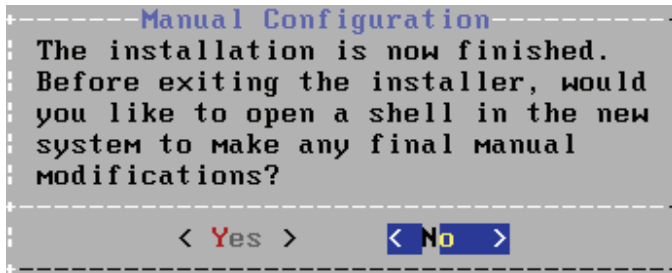 Manual Configuration
The installation is now finished.
Before exiting the installer, would
you like to open a shell in the new
system to make any final manual
modifications?
< Yes > < No >